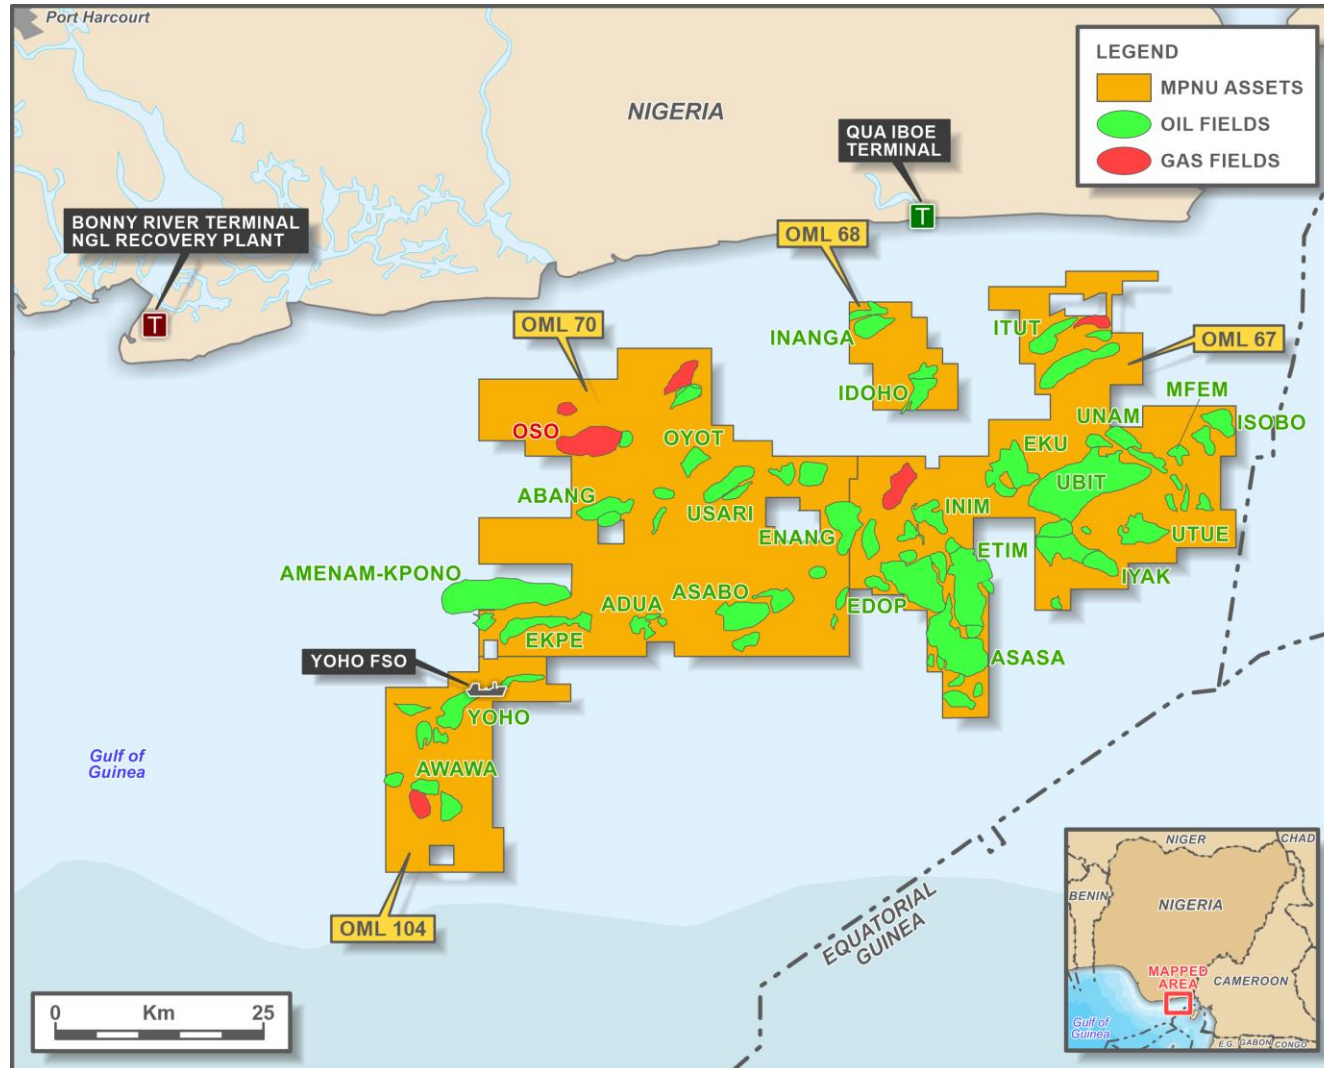 Port Harcourt
NIGERIA
LEGEND
MPNU ASSETS
OIL FIELDS
GAS FIELDS
QUA IBOE
TERMINAL
T
BONNY RIVER TERMINAL
NGL RECOVERY PLANT
T
OML 68
OML 70
INANGA
ITUT
OML 67
IDOHO
MFEM
UNAM
ISOBO
OSO
OYOT
EKU
UBIT
ABANG
USARI
INIM
ENANG
UTUE
ETIM
IYAK
AMENAM-KPONO
ADUA
ASABO
EDOP
EKPE
ASASA
YOHO FSO
YOHO
AWAWA
Gulf of
Guinea
OML 104
EQUATORIAL
GUINEA
0 Km 25
NIGER
CHAD
BENIN
NIGERIA
MAPPED
AREA
CAMEROON
Gulf of
Guinea
E.G. GABON CONGO